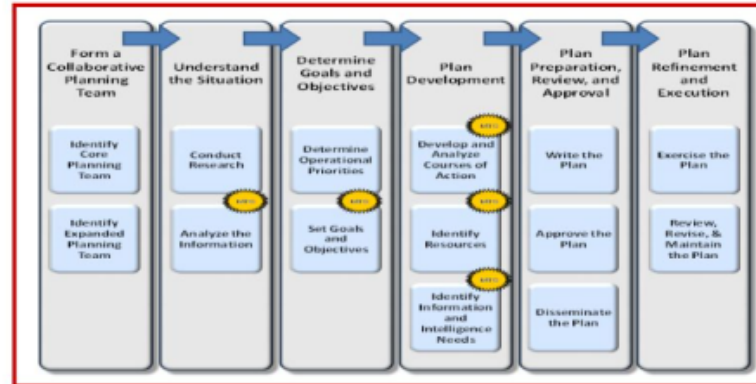 Form a
Collaborative
Planning
Team
Identify
Core
Planning
Team
Identify
Expanded
Planning
Team
Understand
the Situation
Conduct
Research
Analyze the
Information
Determine
Goals and
Objectives
Determine
Operational
Priorities
Set Goals
and
Objectives
Plan
Development
Develop and
Analyze
Courses of
Action
Identify
Resources
Identify
Information
and
Intelligence
Needs
Plan
Preparation,
Review, and
Approval
Write the
Plan
Approve the
Plan
Disseminate
the Plan
Plan
Refinement
and
Execution
Exercise the
Plan
Review,
Revise, &
Maintain
the Plan